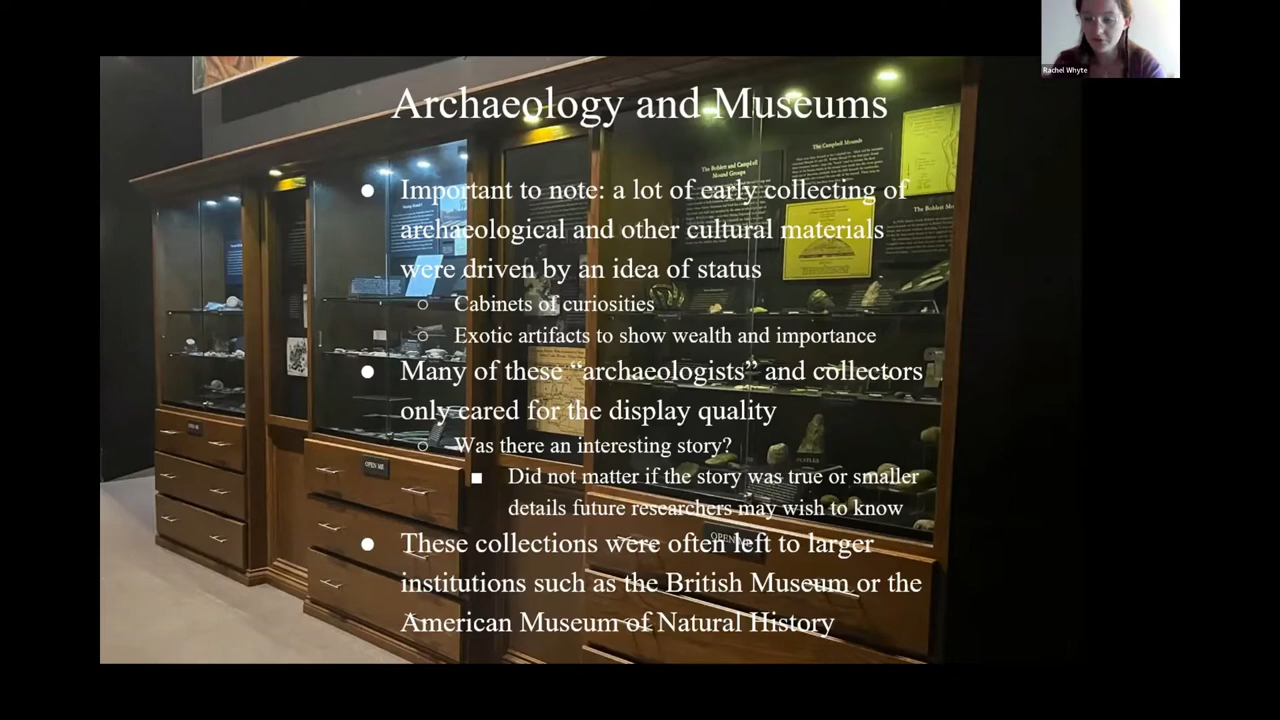 Rachel Whyte
Archaeology and Museums
● Important to note: a lot of early collecting of
archaeological and other cultural materials
were driven by an idea of status
○ Cabinets of curiosities
○ Exotic artifacts to show wealth and importance
● Many of these “archaeologists” and collectors
only cared for the display quality
○ Was there an interesting story?
■ Did not matter if the story was true or smaller
details future researchers may wish to know
● These collections were often left to larger
institutions such as the British Museum or the
American Museum of Natural History
The Boblett and Campbell
Mound Groups
The Campbell Mounds
OPEN ME
OPEN